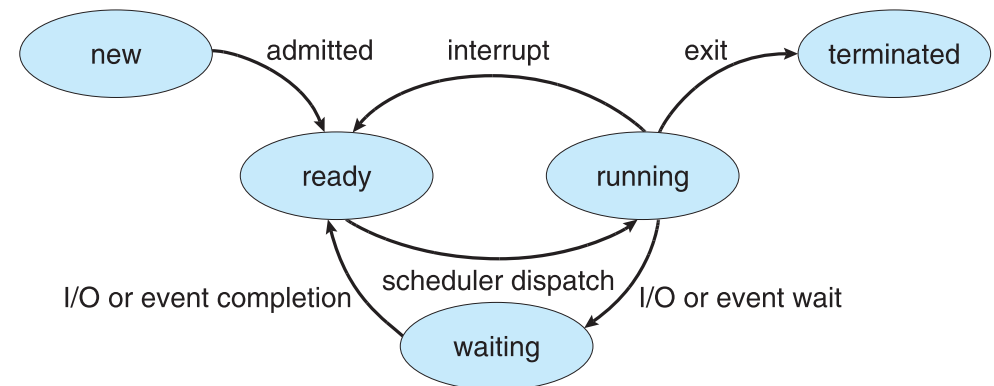 new
admitted
interrupt
exit
terminated
ready
running
scheduler dispatch
I/O or event completion
I/O or event wait
waiting